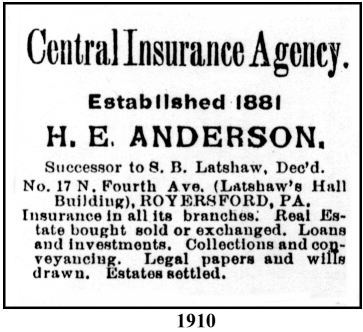 Central Insurance Agency.
Established 1881
H. E. ANDERSON.
Successor to S. B. Latshaw, Dec'd.
No. 17 N. Fourth Ave. (Latshaw's Hall
Building), ROYERSFORD, PA.
Insurance in all its branches. Real Es-
tate bought sold or exchanged. Loans
and investments. Collections and con-
veyancing. Legal papers and wills
drawn. Estates settled.
1910